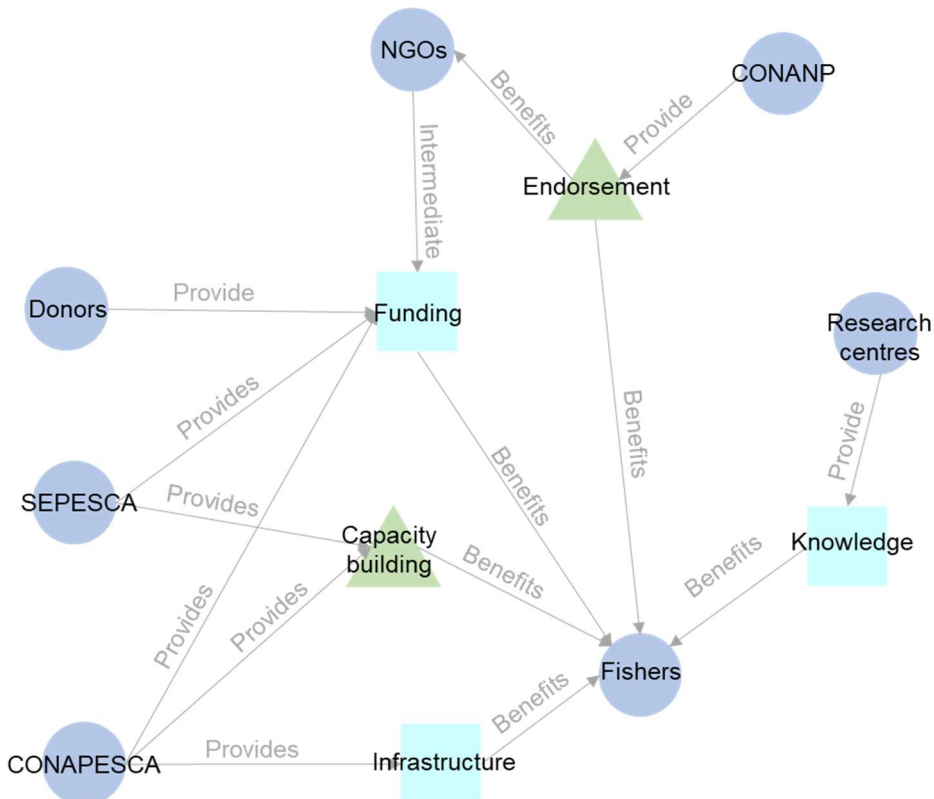 NGOs
CONANP
Benefits
Provide
Intermediate
Endorsement
Donors
Provide
Funding
Research
centres
Provides
Benefits
Provide
Benefits
SEPESCA
Provides
Capacity
building
Knowledge
Benefits
Benefits
Provides
Provides
Fishers
Benefits
Provides
CONAPESCA
Infrastructure